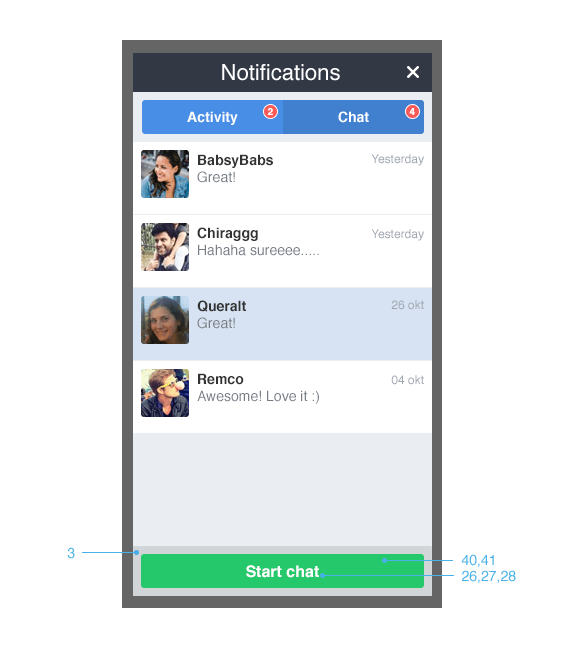 Notifications ×
Activity 2 Chat 4
BabsyBabs Yesterday
Great!
Chiraggg Yesterday
Hahaha sureeee.....
Queralt 26 okt
Great!
Remco 04 okt
Awesome! Love it :)
3
40,41
Start chat
26,27,28